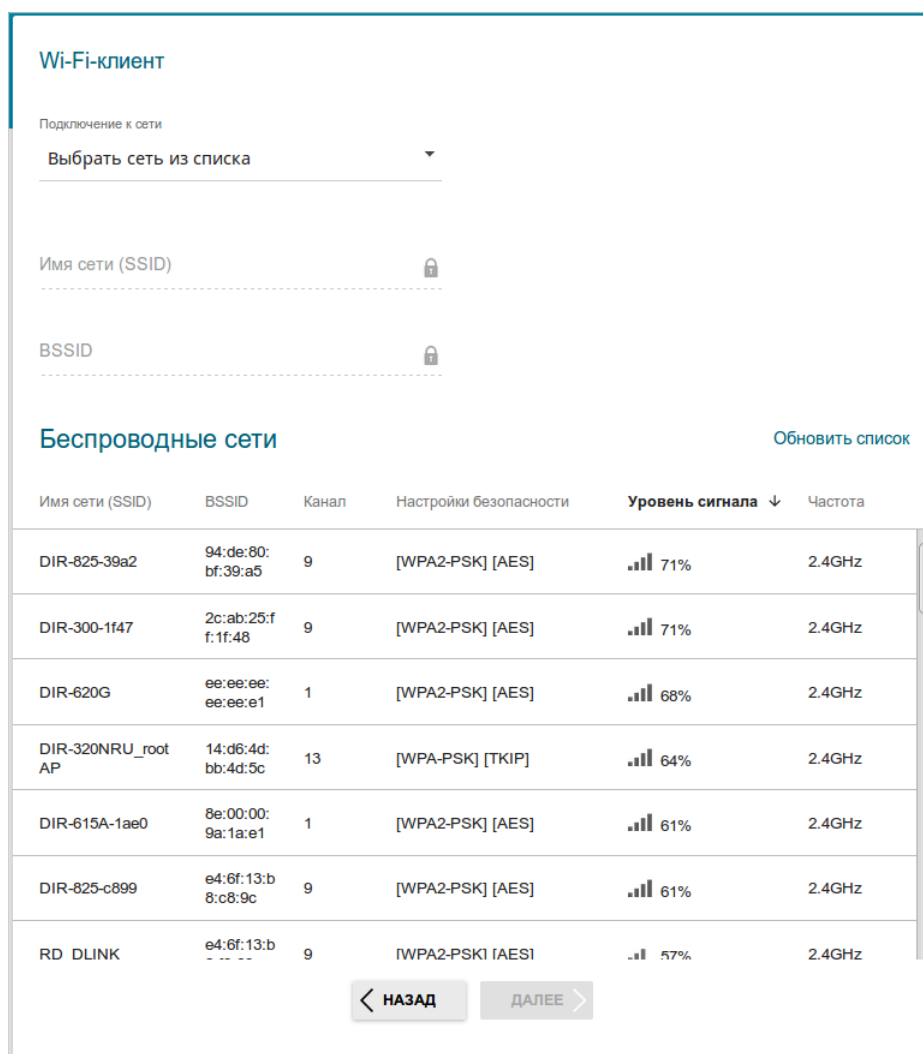 Wi-Fi-клиент
Подключение к сети
Выбрать сеть из списка
Имя сети (SSID)
BSSID
Беспроводные сети
Обновить список
Имя сети (SSID) BSSID Канал Настройки безопасности Уровень сигнала Частота
DIR-825-39a2 94:de:80: 9 [WPA2-PSK] [AES] 71% 2.4GHz
bf:39:a5
DIR-300-1f47 2c:ab:25:f 9 [WPA2-PSK] [AES] 71% 2.4GHz
f:1f:48
DIR-620G ee:ee:ee: 1 [WPA2-PSK] [AES] 68% 2.4GHz
ee:ee:e1
DIR-320NRU_root 14:d6:4d: 13 [WPA-PSK] [TKIP] 64% 2.4GHz
AP bb:4d:5c
DIR-615A-1ae0 8e:00:00: 1 [WPA2-PSK] [AES] 61% 2.4GHz
9a:1a:e1
DIR-825-c899 e4:6f:13:b 9 [WPA2-PSK] [AES] 61% 2.4GHz
8:c8:9c
RD_DLINK e4:6f:13:b 9 [WPA2-PSK] [AES] 57% 2.4GHz
НАЗАД ДАЛЕЕ